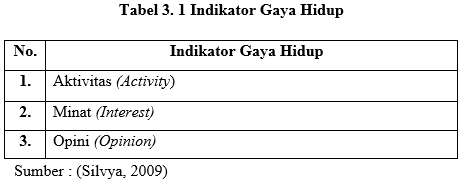 Tabel 3. 1 Indikator Gaya Hidup
No. Indikator Gaya Hidup
1. Aktivitas (Activity)
2. Minat (Interest)
3. Opini (Opinion)
Sumber : (Silvya, 2009)